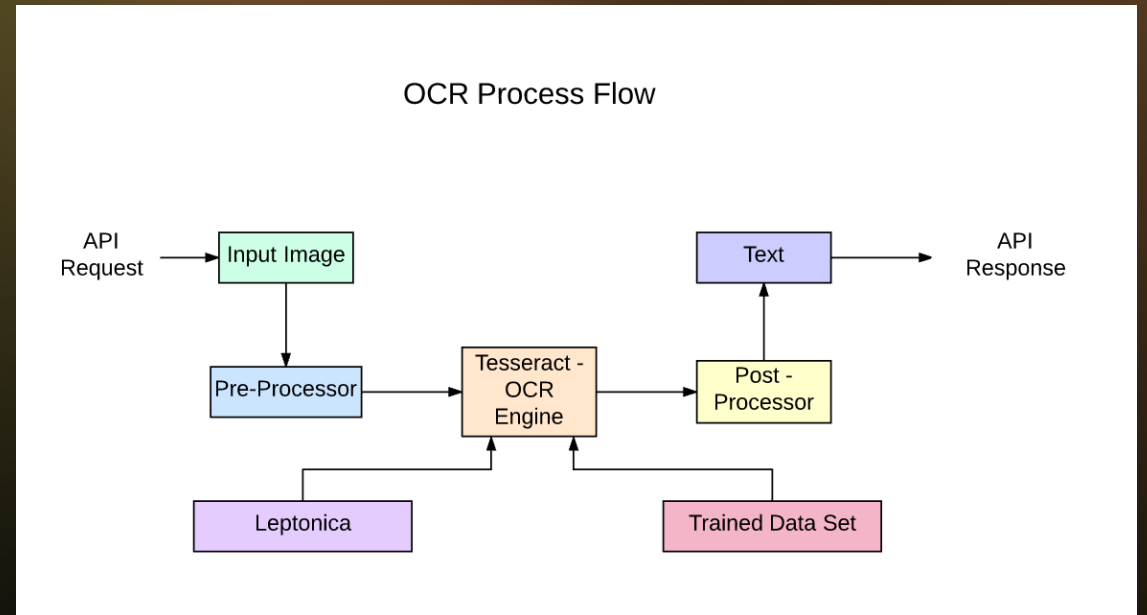 OCR Process Flow
API
Request
Input Image
Text
API
Response
Pre-Processor
Tesseract -
OCR
Engine
Post -
Processor
Leptonica
Trained Data Set